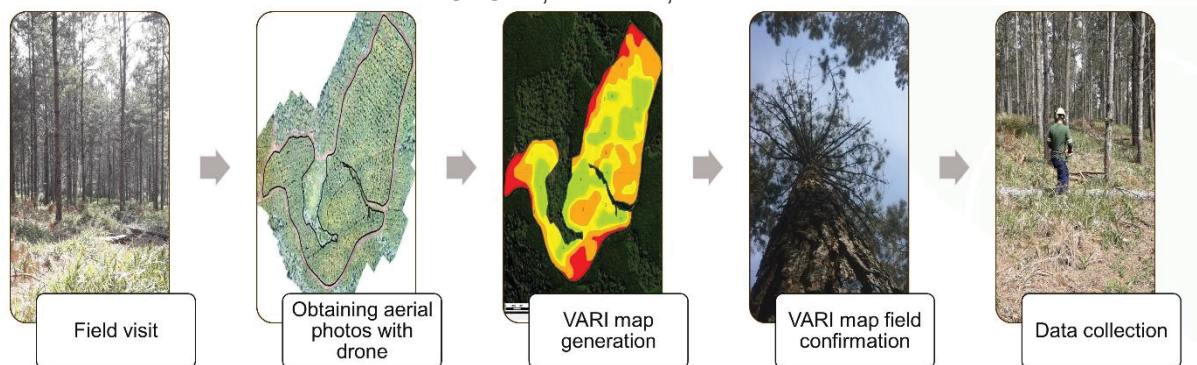 Field visit
Obtaining aerial
photos with
drone
VARI map
generation
VARI map field
confirmation
Data collection